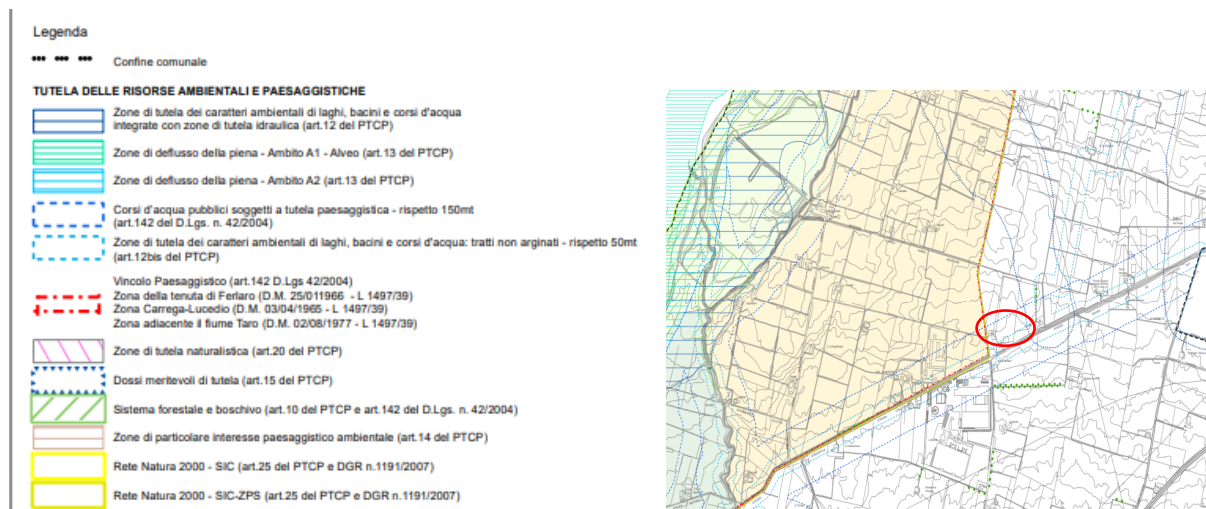 Legenda
Confine comunale
TUTELA DELLE RISORSE AMBIENTALI E PAESAGGISTICHE
Zone di tutela dei caratteri ambientali di laghi, bacini e corsi d'acqua
integrate con zone di tutela idraulica (art.12 del PTCP)
Zone di deflusso della piena - Ambito A1 - Alveo (art.13 del PTCP)
Zone di deflusso della piena - Ambito A2 (art.13 del PTCP)
Corsi d'acqua pubblici soggetti a tutela paesaggistica - rispetto 150mt
(art.142 del D.Lgs. n. 42/2004)
Zone di tutela dei caratteri ambientali di laghi, bacini e corsi d'acqua: tratti non arginati - rispetto 50mt
(art.12bis del PTCP)
Vincolo Paesaggistico (art.142 D.Lgs 42/2004)
Zona della tenuta di Ferlaro (D.M. 25/011966 - L 1497/39)
Zona Carrega-Lucedio (D.M. 03/04/1965 - L 1497/39)
Zona adiacente il fiume Taro (D.M. 02/08/1977 - L 1497/39)
Zone di tutela naturalistica (art.20 del PTCP)
Dossi meritevoli di tutela (art.15 del PTCP)
Sistema forestale e boschivo (art.10 del PTCP e art.142 del D.Lgs. n. 42/2004)
Zone di particolare interesse paesaggistico ambientale (art.14 del PTCP)
Rete Natura 2000 - SIC (art.25 del PTCP e DGR n.1191/2007)
Rete Natura 2000 - SIC-ZPS (art.25 del PTCP e DGR n.1191/2007)